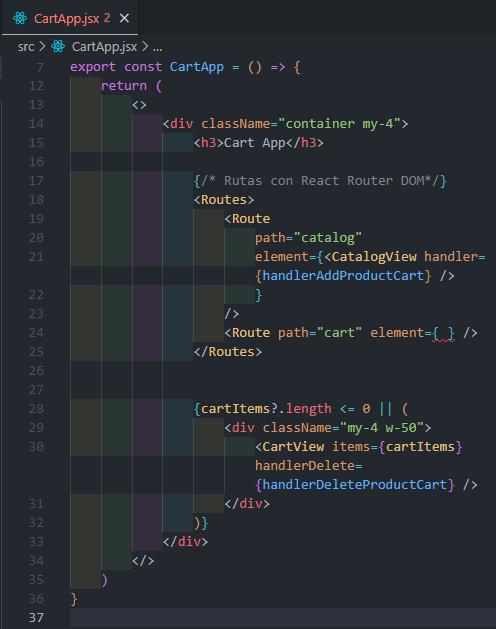 CartApp.jsx 2 ×
src > CartApp.jsx > ...
7 export const CartApp = () => {
12 return (
13 <>
14 <div className="container my-4">
15 <h3>Cart App</h3>
16
17 {/* Rutas con React Router DOM*/}
18 <Routes>
19 <Route
20 path="catalog"
21 element={<CatalogView handler=
{handlerAddProductCart} />
22 }
23 />
24 <Route path="cart" element={ } />
25 </Routes>
26
27
28 {cartItems?.length <= 0 || (
29 <div className="my-4 w-50">
30 <CartView items={cartItems}
handlerDelete=
{handlerDeleteProductCart} />
31 </div>
32 )}
33 </div>
34 </>
35 )
36 }
37